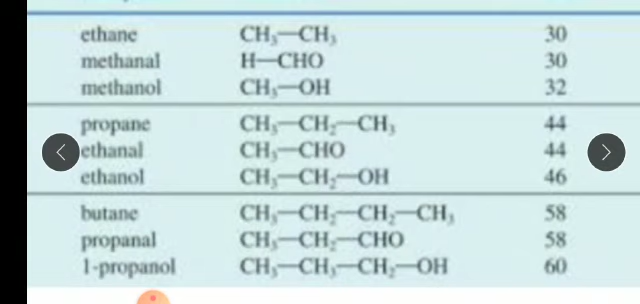 ethane CH₃—CH₃ 30
methanal H—CHO 30
methanol CH₃—OH 32
propane CH₃—CH₂—CH₃ 44
ethanal CH₃—CHO 44
ethanol CH₃—CH₂—OH 46
butane CH₃—CH₂—CH₂—CH₃ 58
propanal CH₃—CH₂—CHO 58
1-propanol CH₃—CH₃—CH₂—OH 60